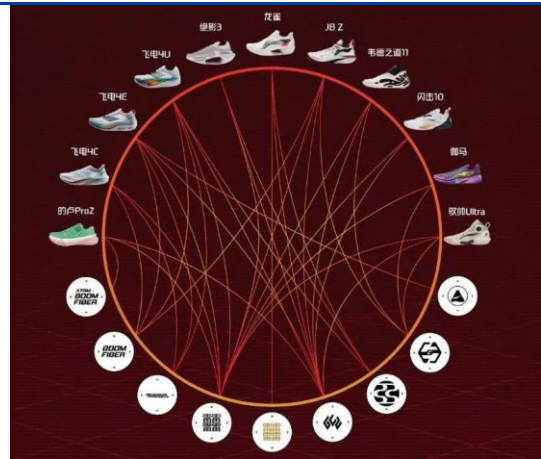 龙雀
绝影3
JB 2
飞电4U
韦德之道11
飞电4E
闪击10
飞电4C
伽马
的卢Pro2
驭帅Ultra
ATOM
BOOM
FIBER
BOOM
FIBER